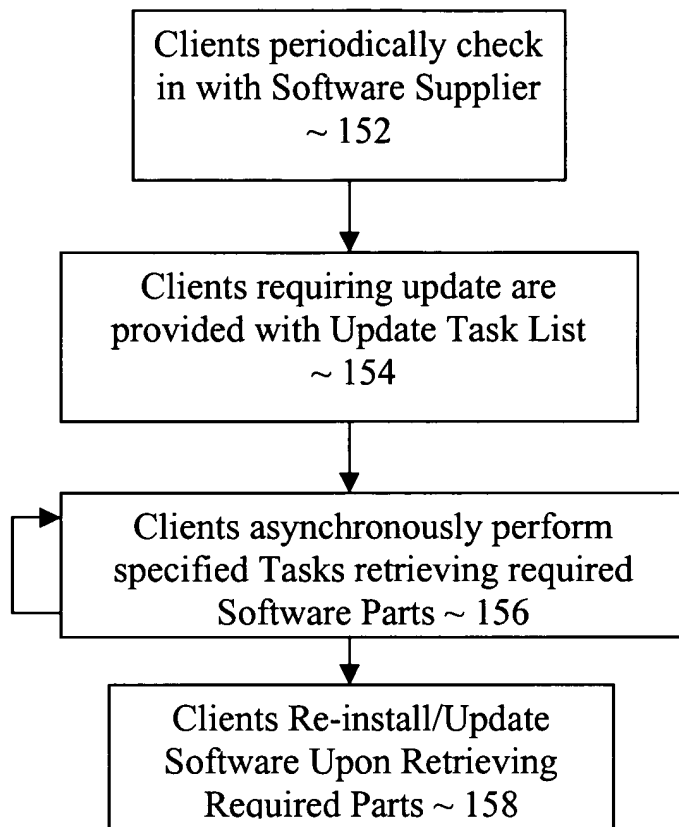 Clients periodically check
in with Software Supplier
~ 152
Clients requiring update are
provided with Update Task List
~ 154
Clients asynchronously perform
specified Tasks retrieving required
Software Parts ~ 156
Clients Re-install/Update
Software Upon Retrieving
Required Parts ~ 158